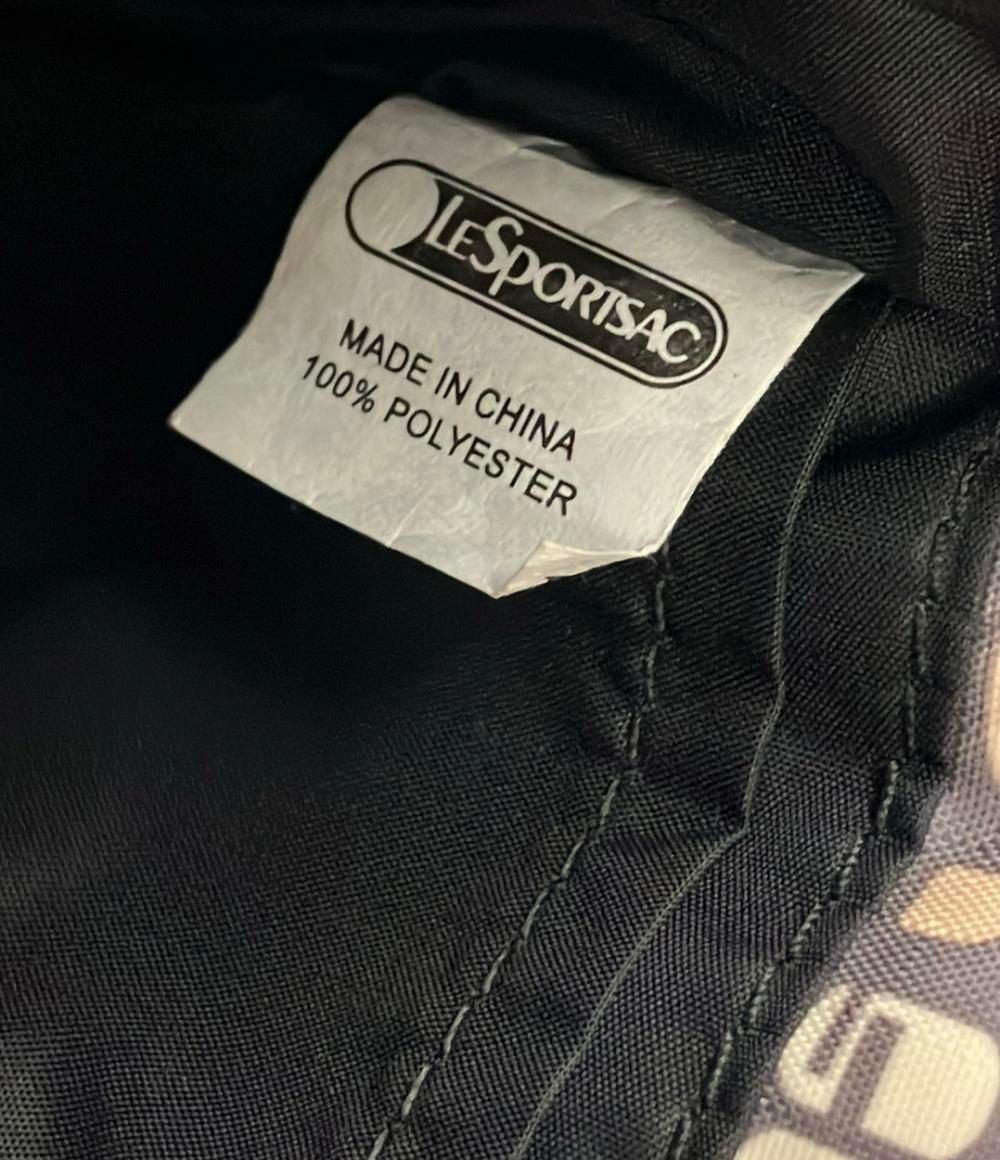 LESPORTSAC
MADE IN CHINA
100% POLYESTER